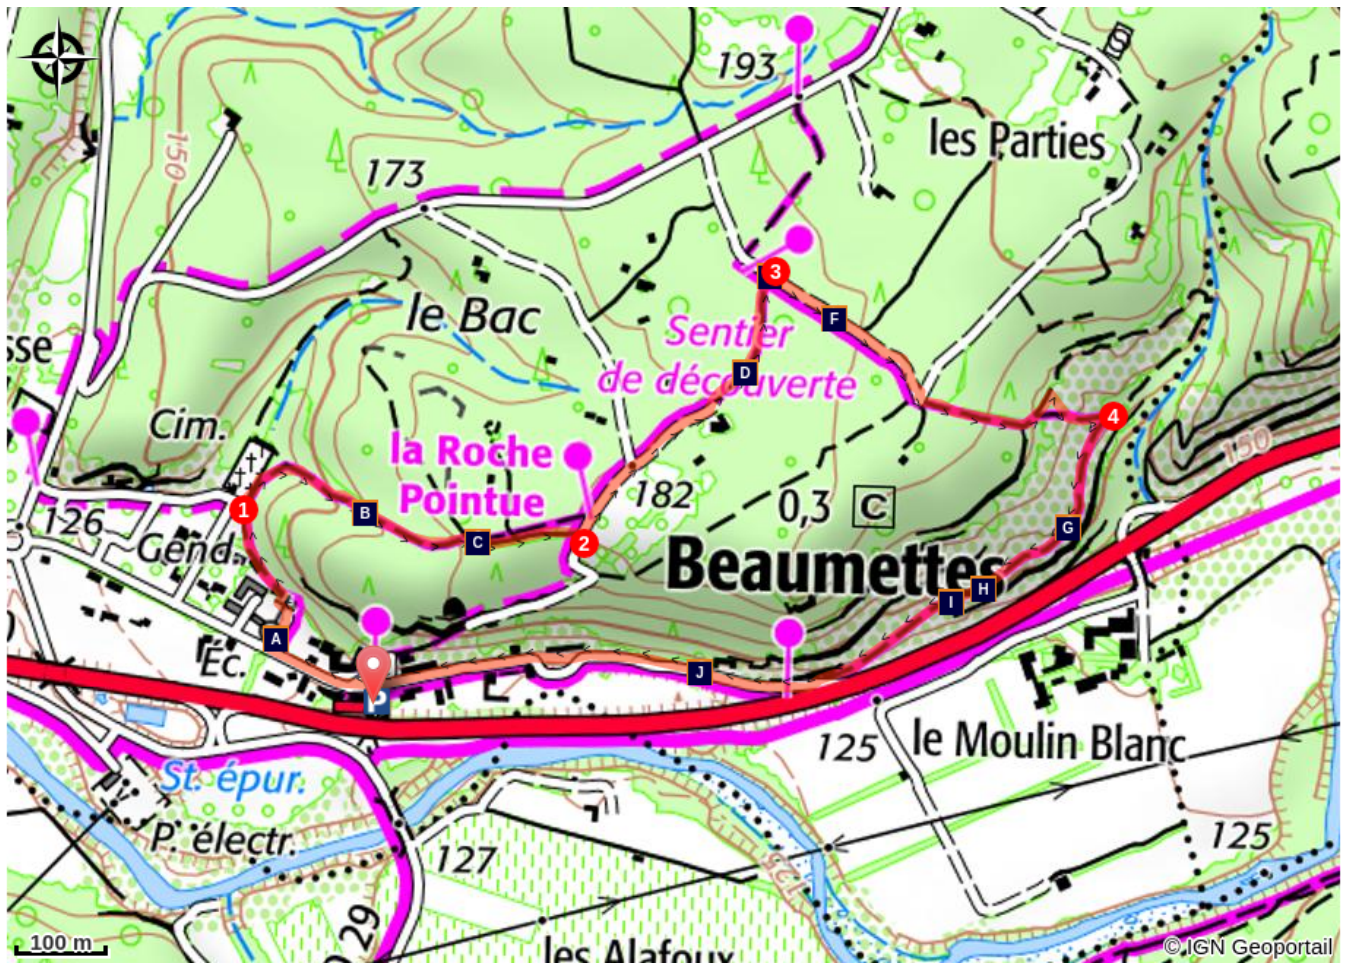 193
les Parties
150
173
le Bac
3
F
Sentier
D
de découverte
sse
Cim.
4
la Roche
150
Pointue
182
0,3 C
1
B
126
C
2
G
Gend.
Beaumettes
H
I
A
Éc.
J
P
125
le Moulin Blanc
St. épur.
P. électr.
127
125
125
29
100 m
les Alafoux
© IGN Geoportail